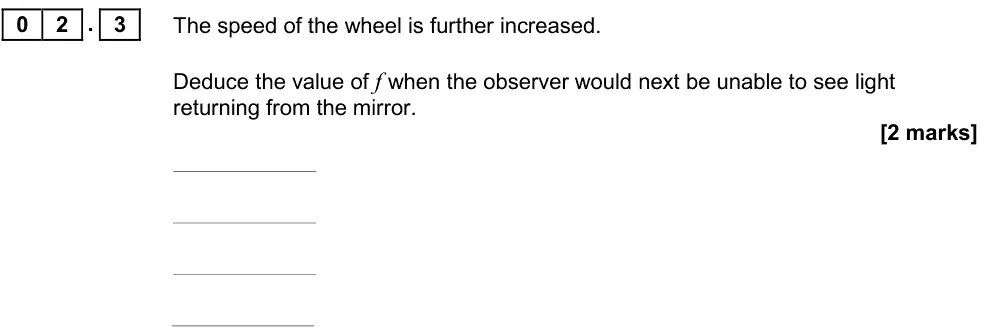 0 2 . 3 The speed of the wheel is further increased.
Deduce the value of f when the observer would next be unable to see light
returning from the mirror.
[2 marks]